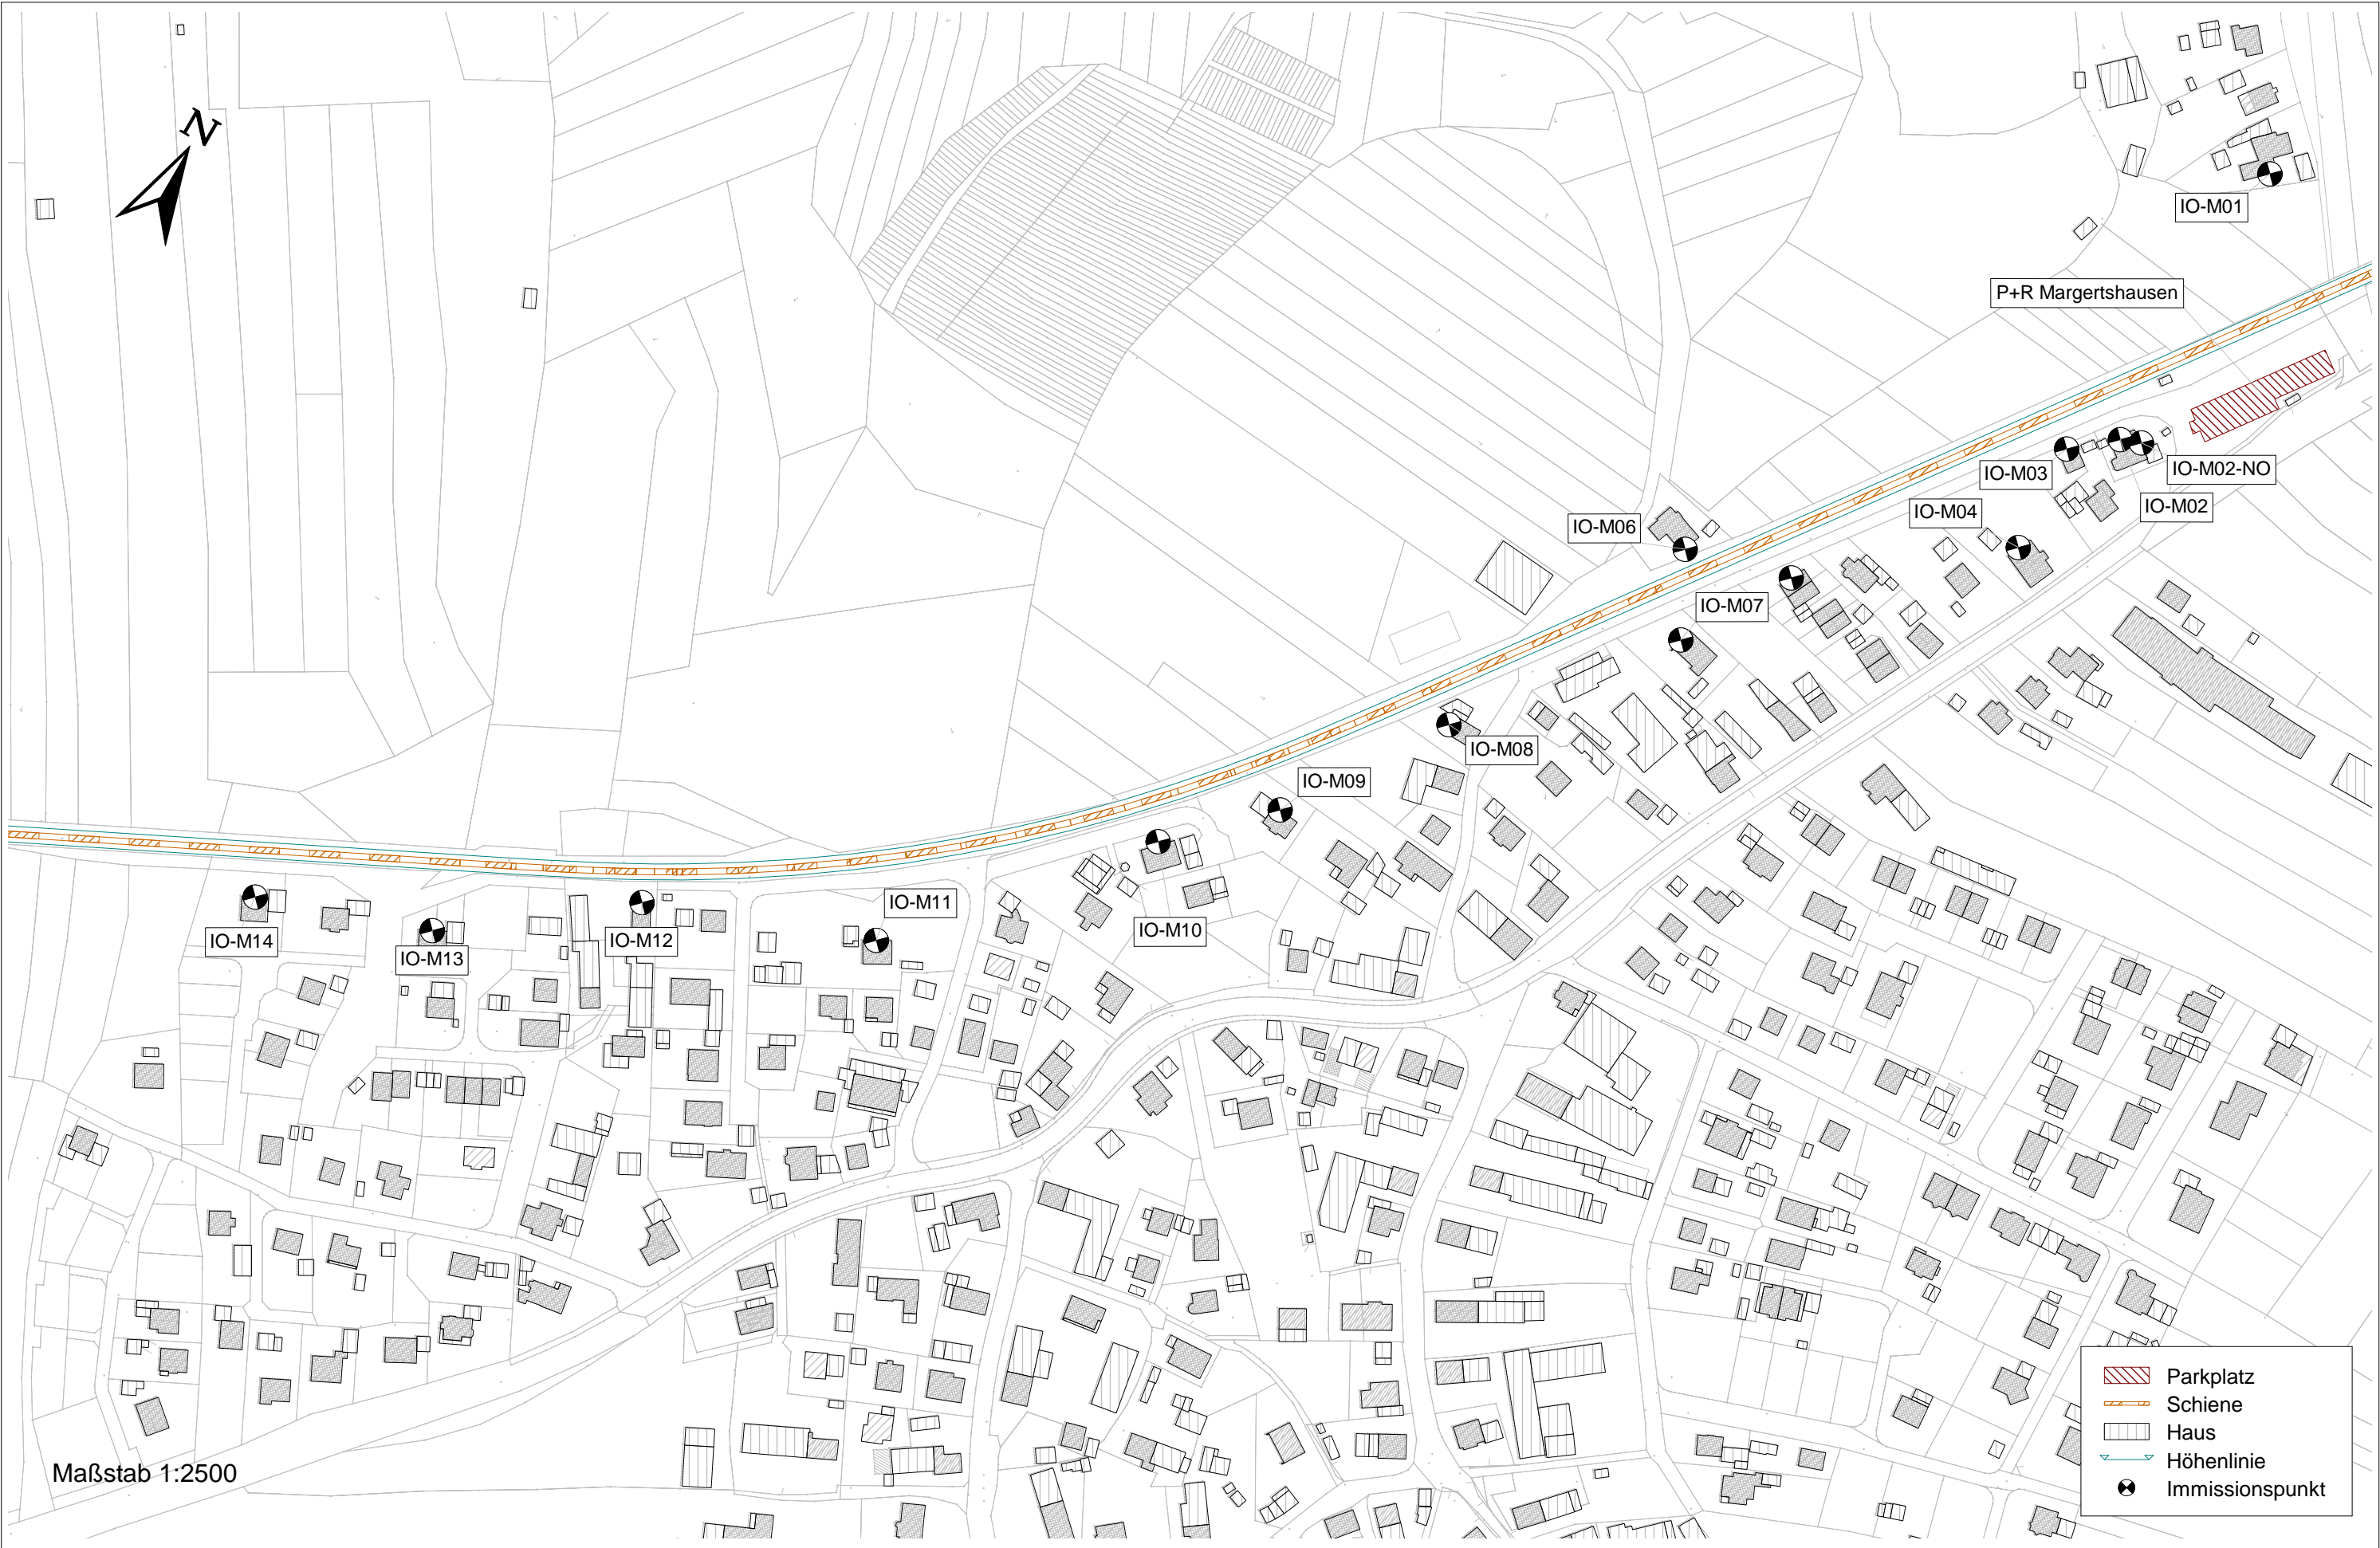 N
IO-M01
P+R Margertshausen
IO-M03
IO-M02-NO
IO-M02
IO-M04
IO-M06
IO-M07
IO-M08
IO-M09
IO-M11
IO-M10
IO-M14
IO-M12
IO-M13
Maßstab 1:2500
Parkplatz
Schiene
Haus
Höhenlinie
Immissionspunkt